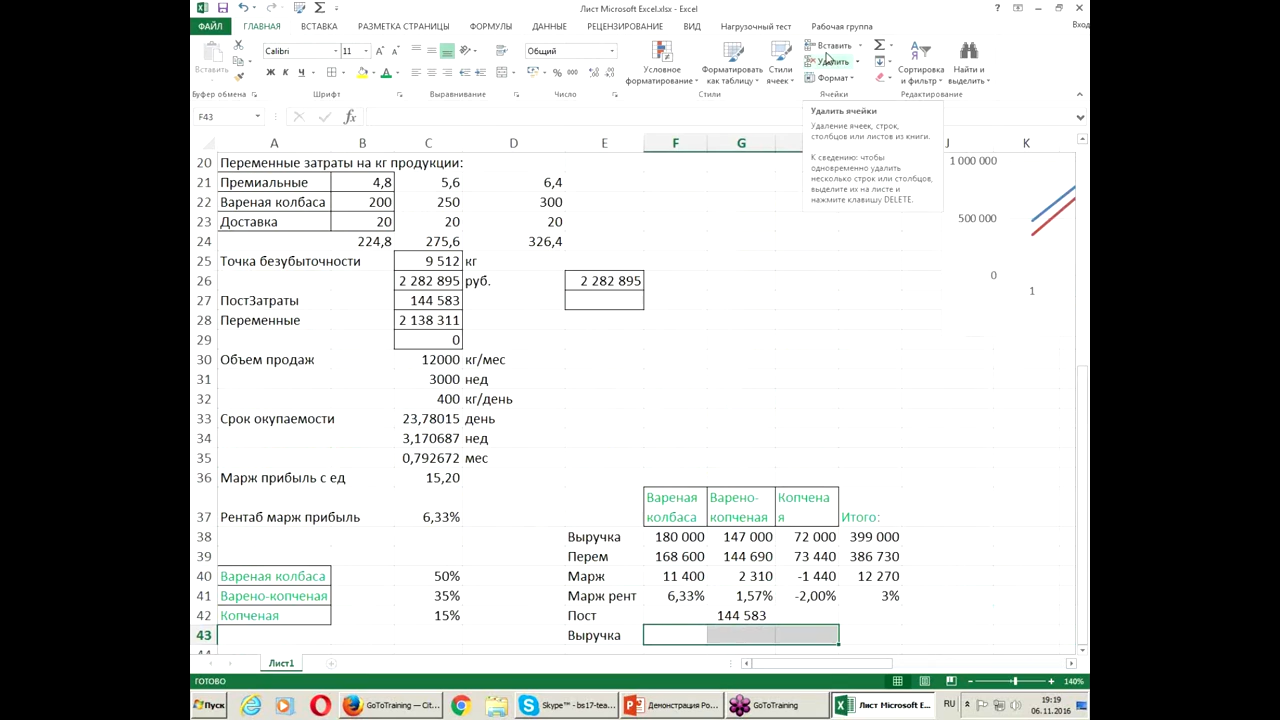 Лист Microsoft Excel.xlsx - Excel
ФАЙЛ ГЛАВНАЯ ВСТАВКА РАЗМЕТКА СТРАНИЦЫ ФОРМУЛЫ ДАННЫЕ РЕЦЕНЗИРОВАНИЕ ВИД Нагрузочный тест Рабочая группа Вход
Вставить
Calibri 11
Ж К Ч
Общий
Условное форматирование
Форматировать как таблицу
Стили ячеек
Вставить
Удалить
Формат
Сортировка и фильтр
Найти и выделить
Буфер обмена Шрифт Выравнивание Число Стили Ячейки Редактирование
F43
Удалить ячейки
Удаление ячеек, строк,
столбцов или листов из книги.
К сведению: чтобы
одновременно удалить
несколько строк или столбцов,
выделите их на листе и
нажмите клавишу DELETE.
A B C D E F G J K
20 Переменные затраты на кг продукции:
21 Премиальные 4,8 5,6 6,4
22 Вареная колбаса 200 250 300
23 Доставка 20 20 20
24 224,8 275,6 326,4
25 Точка безубыточности 9 512 кг
26 2 282 895 руб. 2 282 895
27 ПостЗатраты 144 583
28 Переменные 2 138 311
29 0
30 Объем продаж 12000 кг/мес
31 3000 нед
32 400 кг/день
33 Срок окупаемости 23,78015 день
34 3,170687 нед
35 0,792672 мес
36 Марж прибыль с ед 15,20
37 Рентаб марж прибыль 6,33% Вареная колбаса Варено-копченая Копченая Итого:
38 Выручка 180 000 147 000 72 000 399 000
39 Перем 168 600 144 690 73 440 386 730
40 Вареная колбаса 50% Марж 11 400 2 310 -1 440 12 270
41 Варено-копченая 35% Марж рент 6,33% 1,57% -2,00% 3%
42 Копченая 15% Пост 144 583
43 Выручка
1 000 000
500 000
0
1
Лист1
ГОТОВО 140%
Пуск GoToTraining — Cit... Skype™ - bs17-tea... Демонстрация Po... GoToTraining Лист Microsoft Exc... RU 19:19
06.11.2016